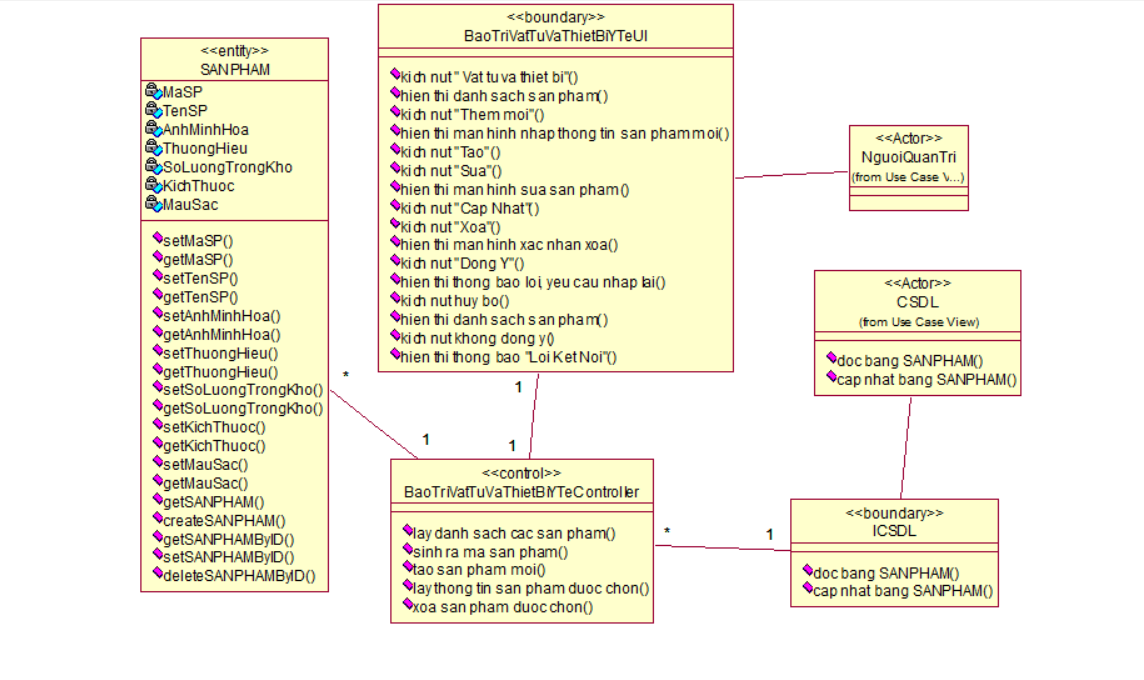 <<entity>>
SANPHAM
MaSP
TenSP
AnhMinhHoa
ThuongHieu
SoLuongTrongKho
KichThuoc
MauSac
setMaSP()
getMaSP()
setTenSP()
getTenSP()
setAnhMinhHoa()
getAnhMinhHoa()
setThuongHieu()
getThuongHieu()
setSoLuongTrongKho()
getSoLuongTrongKho()
setKichThuoc()
getKichThuoc()
setMauSac()
getMauSac()
getSANPHAM()
createSANPHAM()
getSANPHAMByID()
setSANPHAMByID()
deleteSANPHAMByID()
<<boundary>>
BaoTriVatTuVaThietBiYTeUI
kich nut " Vat tu va thiet bi"()
hien thi danh sach san pham()
kich nut "Them moi"()
hien thi man hinh nhap thong tin san pham moi()
kich nut "Tao"()
kich nut "Sua"()
hien thi man hinh sua san pham()
kich nut "Cap Nhat"()
kich nut "Xoa"()
hien thi man hinh xac nhan xoa()
kich nut "Dong Y"()
hien thi thong bao loi, yeu cau nhap lai()
kich nut huy bo()
hien thi danh sach san pham()
kich nut khong dong y()
hien thi thong bao "Loi Ket Noi"()
<<Actor>>
NguoiQuanTri
(from Use Case V...)
<<Actor>>
CSDL
(from Use Case View)
doc bang SANPHAM()
cap nhat bang SANPHAM()
*
1
1
1
<<control>>
BaoTriVatTuVaThietBiYTeController
lay danh sach cac san pham()
sinh ra ma san pham()
tao san pham moi()
lay thong tin san pham duoc chon()
xoa san pham duoc chon()
*
1
<<boundary>>
ICSDL
doc bang SANPHAM()
cap nhat bang SANPHAM()